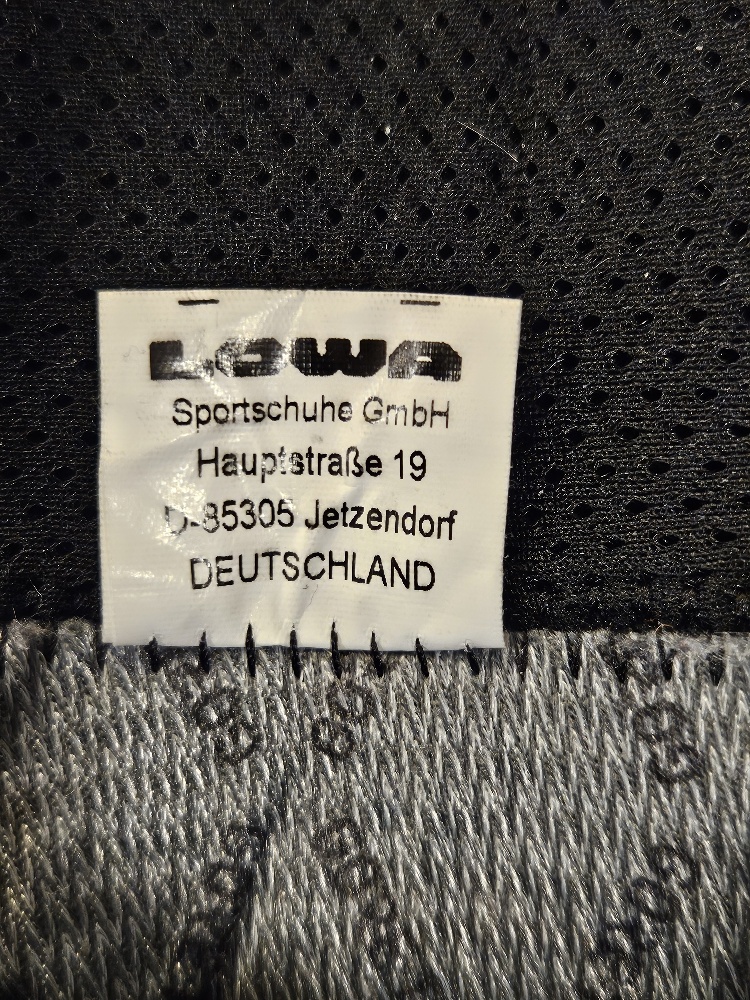 LOWA
Sportschuhe GmbH
Hauptstraße 19
D-85305 Jetzendorf
DEUTSCHLAND